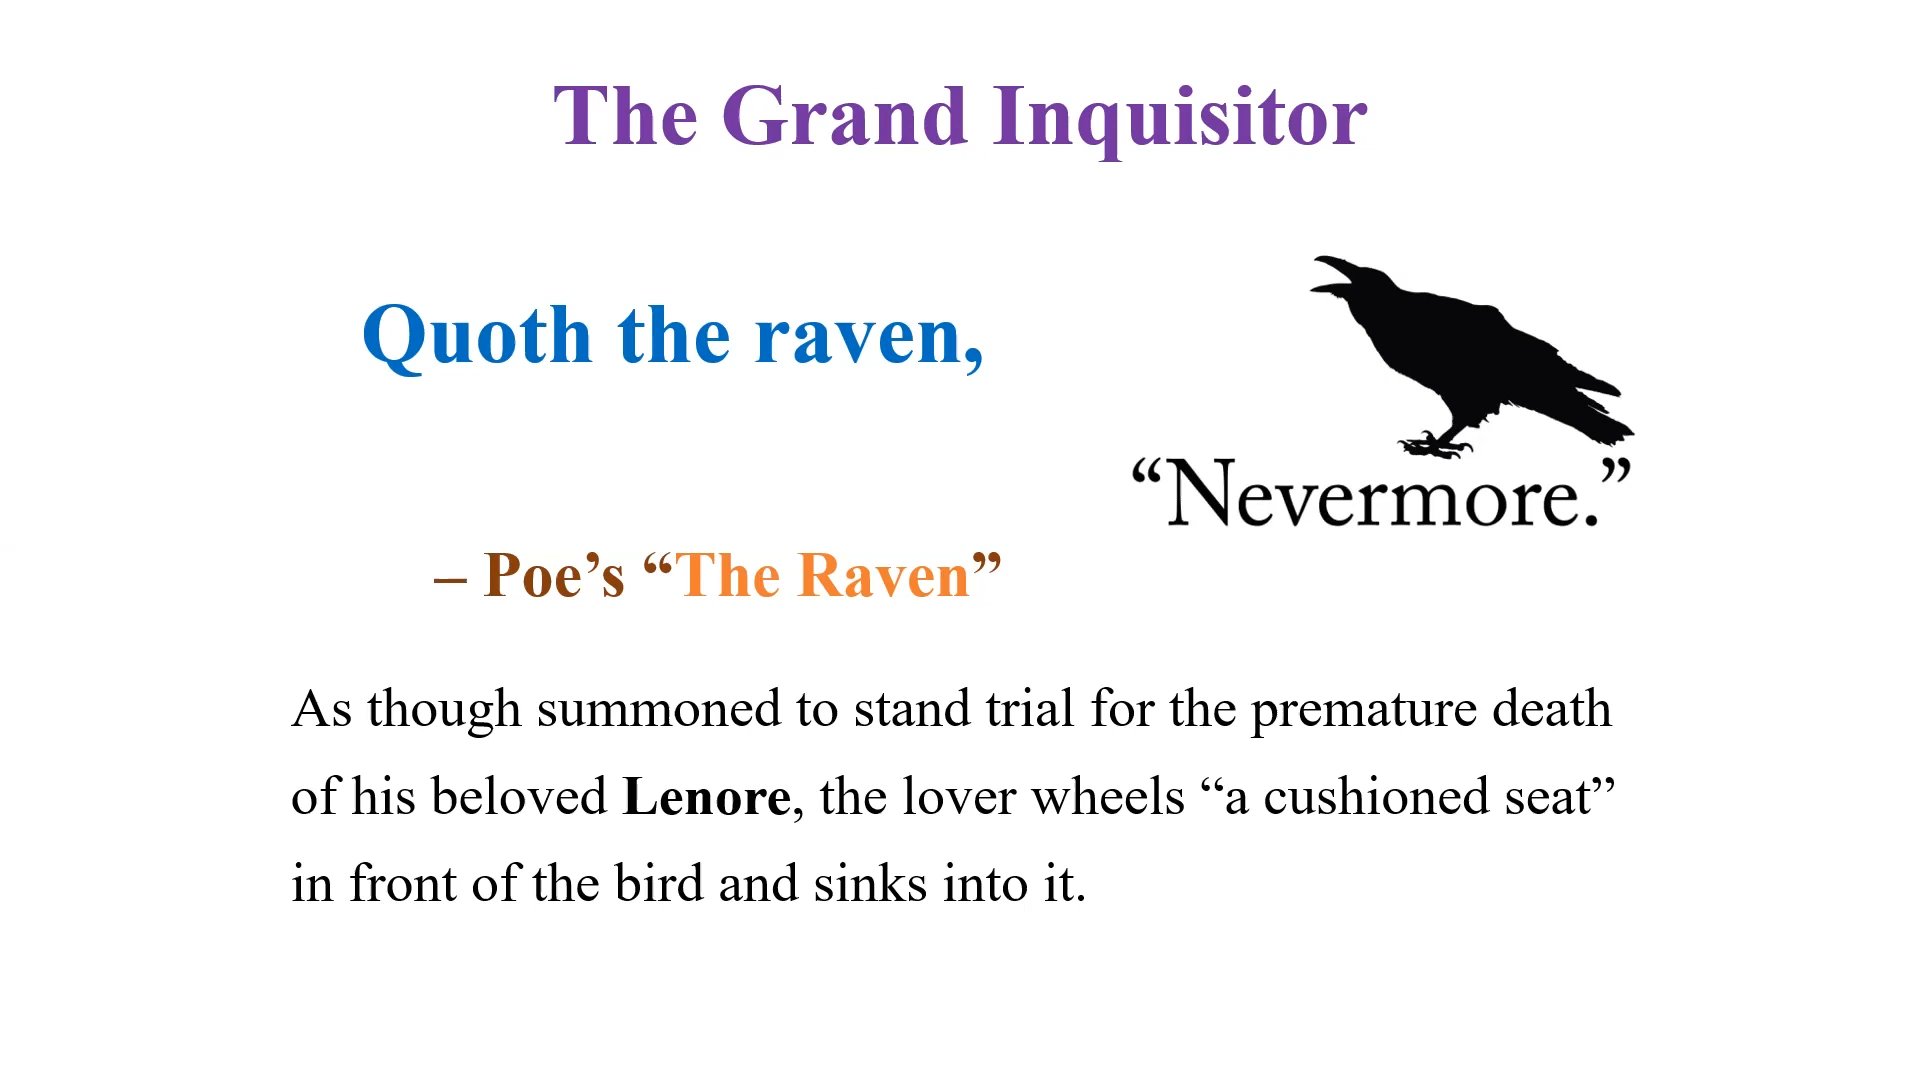 The Grand Inquisitor
Quoth the raven,
“Nevermore.”
– Poe’s “The Raven”
As though summoned to stand trial for the premature death
of his beloved Lenore, the lover wheels “a cushioned seat”
in front of the bird and sinks into it.